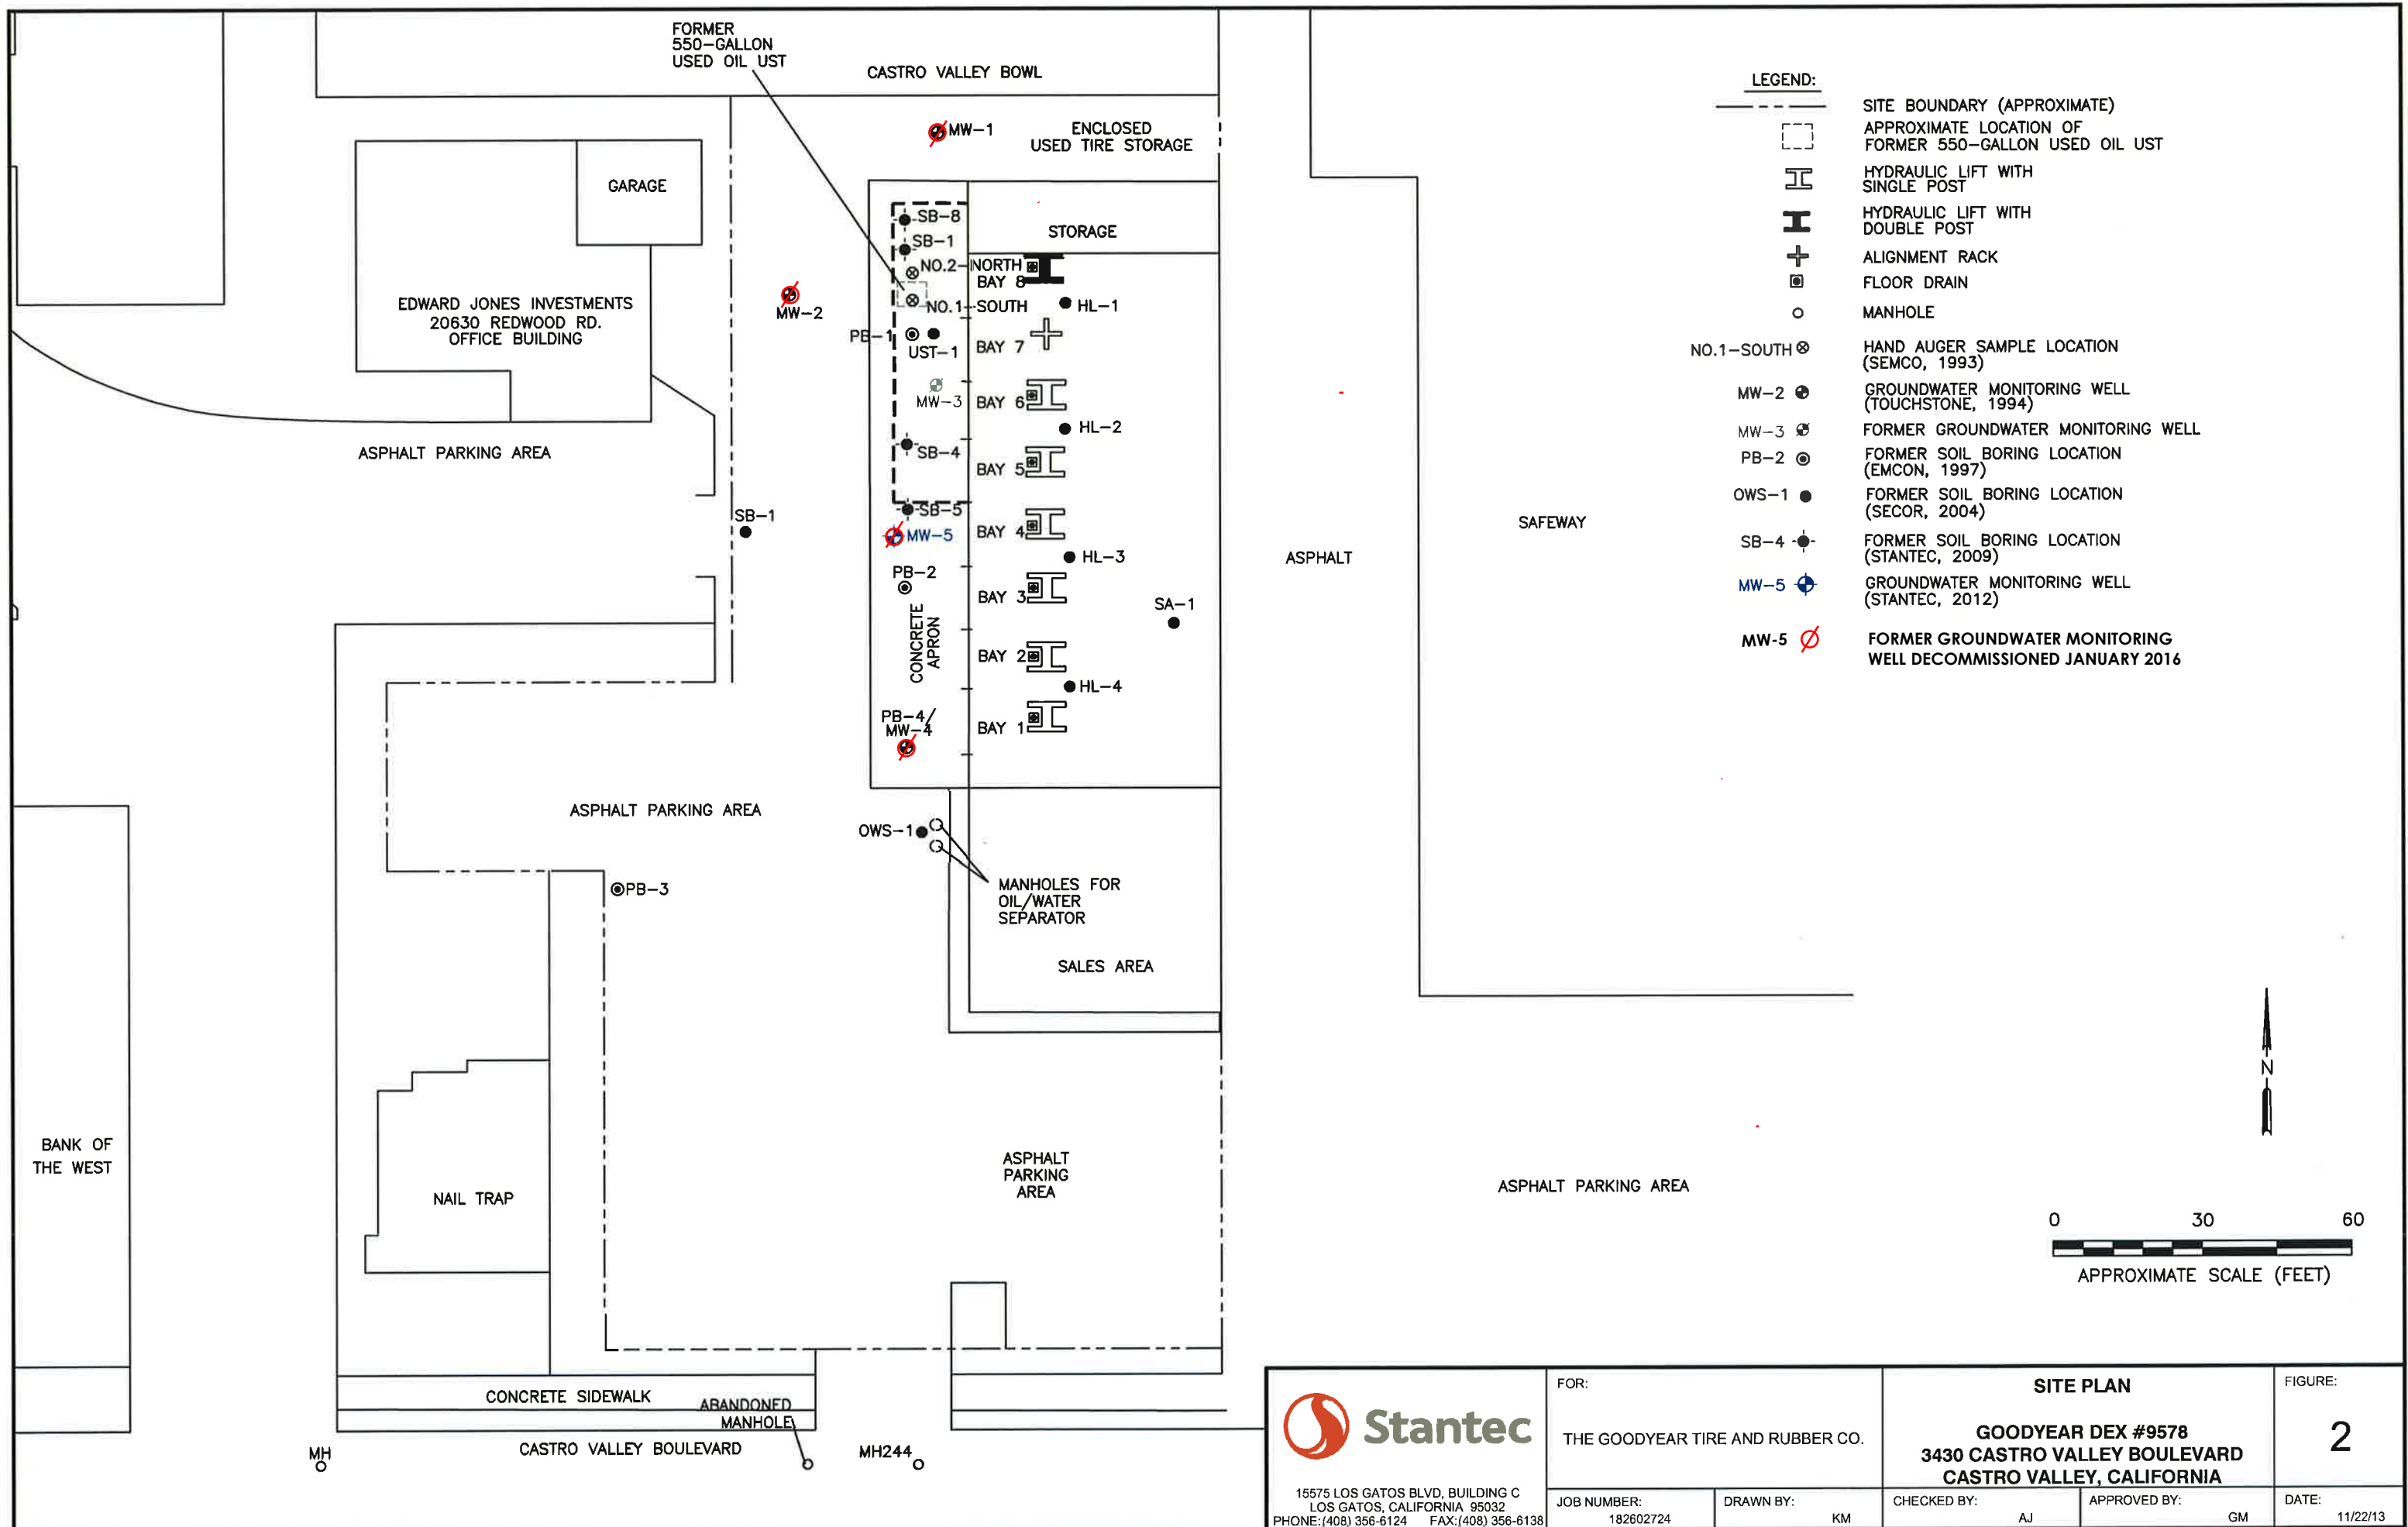 FORMER
550-GALLON
USED OIL UST
CASTRO VALLEY BOWL
MW-1
ENCLOSED
USED TIRE STORAGE
GARAGE
SB-8
STORAGE
SB-1
NO.2-NORTH
BAY 8
EDWARD JONES INVESTMENTS
20630 REDWOOD RD.
OFFICE BUILDING
MW-2
NO.1-SOUTH
HL-1
PB-1
UST-1
BAY 7
MW-3
BAY 6
HL-2
ASPHALT PARKING AREA
SB-4
BAY 5
SB-1
SB-5
MW-5
BAY 4
HL-3
PB-2
BAY 3
SA-1
CONCRETE
APRON
BAY 2
HL-4
PB-4/
MW-4
BAY 1
ASPHALT
SAFEWAY
ASPHALT PARKING AREA
OWS-1
PB-3
MANHOLES FOR
OIL/WATER
SEPARATOR
SALES AREA
BANK OF
THE WEST
NAIL TRAP
ASPHALT
PARKING
AREA
ASPHALT PARKING AREA
CONCRETE SIDEWALK
ABANDONED
MANHOLE
MH
CASTRO VALLEY BOULEVARD
MH244
LEGEND:
SITE BOUNDARY (APPROXIMATE)
APPROXIMATE LOCATION OF
FORMER 550-GALLON USED OIL UST
HYDRAULIC LIFT WITH
SINGLE POST
HYDRAULIC LIFT WITH
DOUBLE POST
ALIGNMENT RACK
FLOOR DRAIN
MANHOLE
NO.1-SOUTH HAND AUGER SAMPLE LOCATION
(SEMCO, 1993)
MW-2 GROUNDWATER MONITORING WELL
(TOUCHSTONE, 1994)
MW-3 FORMER GROUNDWATER MONITORING WELL
PB-2 FORMER SOIL BORING LOCATION
(EMCON, 1997)
OWS-1 FORMER SOIL BORING LOCATION
(SECOR, 2004)
SB-4 FORMER SOIL BORING LOCATION
(STANTEC, 2009)
MW-5 GROUNDWATER MONITORING WELL
(STANTEC, 2012)
MW-5 FORMER GROUNDWATER MONITORING
WELL DECOMMISSIONED JANUARY 2016
N
0 30 60
APPROXIMATE SCALE (FEET)
Stantec
15575 LOS GATOS BLVD, BUILDING C
LOS GATOS, CALIFORNIA 95032
PHONE:(408) 356-6124 FAX:(408) 356-6138
FOR:
THE GOODYEAR TIRE AND RUBBER CO.
SITE PLAN
GOODYEAR DEX #9578
3430 CASTRO VALLEY BOULEVARD
CASTRO VALLEY, CALIFORNIA
FIGURE:
2
JOB NUMBER:
182602724
DRAWN BY:
KM
CHECKED BY:
AJ
APPROVED BY:
GM
DATE:
11/22/13